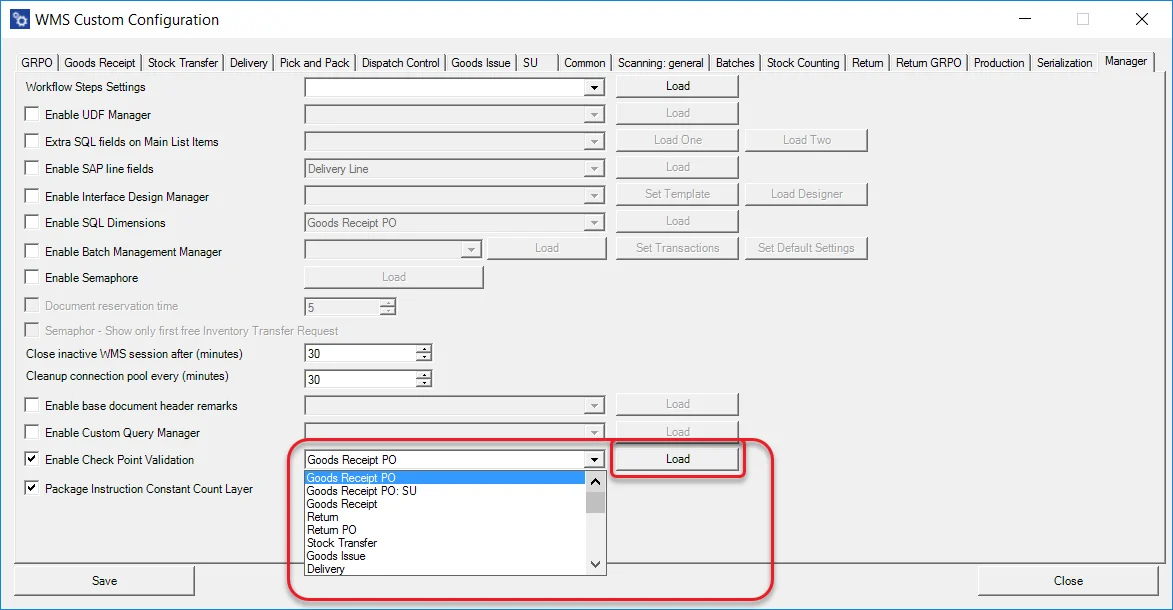 WMS Custom Configuration
GRPO Goods Receipt Stock Transfer Delivery Pick and Pack Dispatch Control Goods Issue SU Common Scanning: general Batches Stock Counting Return Return GRPO Production Serialization Manager
Workflow Steps Settings Load
Enable UDF Manager Load
Extra SQL fields on Main List Items Load One Load Two
Enable SAP line fields Delivery Line Load
Enable Interface Design Manager Set Template Load Designer
Enable SQL Dimensions Goods Receipt PO Load
Enable Batch Management Manager Load Set Transactions Set Default Settings
Enable Semaphore Load
Document reservation time 5
Semaphor - Show only first free Inventory Transfer Request
Close inactive WMS session after (minutes) 30
Cleanup connection pool every (minutes) 30
Enable base document header remarks Load
Enable Custom Query Manager Load
Enable Check Point Validation Goods Receipt PO Load
Goods Receipt PO
Package Instruction Constant Count Layer Goods Receipt PO: SU
Goods Receipt
Return
Return PO
Stock Transfer
Goods Issue
Delivery
Save Close